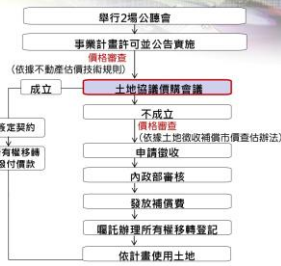 舉行2場公聽會
事業計畫許可並公告實施
價格審查
(依據不動產估價技術規則)
成立
土地協議價購會議
不成立
價格審查
(依據土地徵收補償市價查估辦法)
簽定契約
所有權移轉
發付價款
申請徵收
內政部審核
發放補償費
囑託辦理所有權移轉登記
依計畫使用土地